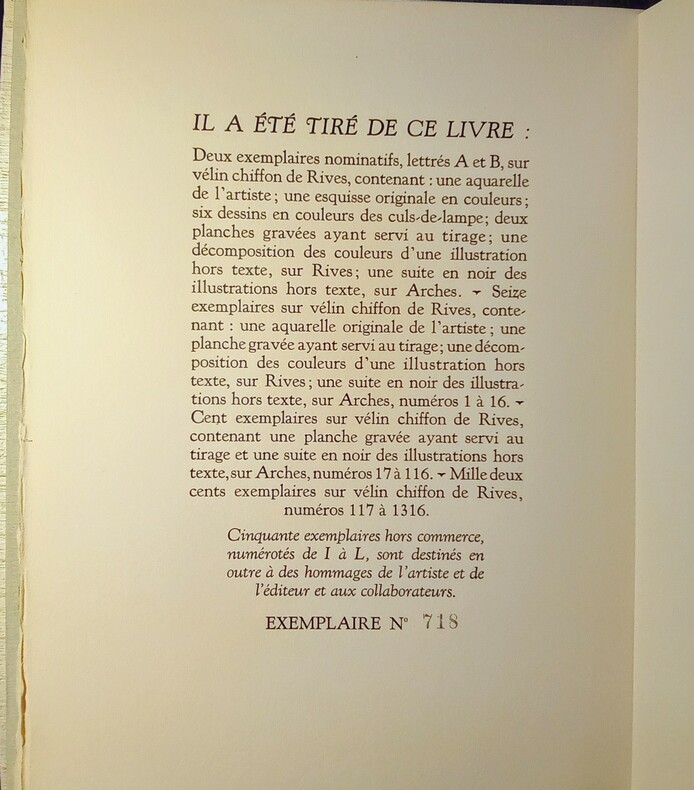 IL A ÉTÉ TIRÉ DE CE LIVRE :
Deux exemplaires nominatifs, lettrés A et B, sur
vélin chiffon de Rives, contenant : une aquarelle
de l'artiste ; une esquisse originale en couleurs ;
six dessins en couleurs des culs-de-lampe ; deux
planches gravées ayant servi au tirage ; une
décomposition des couleurs d'une illustration
hors texte, sur Rives ; une suite en noir des
illustrations hors texte, sur Arches. - Seize
exemplaires sur vélin chiffon de Rives, conte-
nant : une aquarelle originale de l'artiste ; une
planche gravée ayant servi au tirage ; une décom-
position des couleurs d'une illustration hors
texte, sur Rives ; une suite en noir des illustra-
tions hors texte, sur Arches, numéros 1 à 16. -
Cent exemplaires sur vélin chiffon de Rives,
contenant une planche gravée ayant servi au
tirage et une suite en noir des illustrations hors
texte, sur Arches, numéros 17 à 116. - Mille deux
cents exemplaires sur vélin chiffon de Rives,
numéros 117 à 1316.
Cinquante exemplaires hors commerce,
numérotés de I à L, sont destinés en
outre à des hommages de l'artiste et de
l'éditeur et aux collaborateurs.
EXEMPLAIRE N° 718